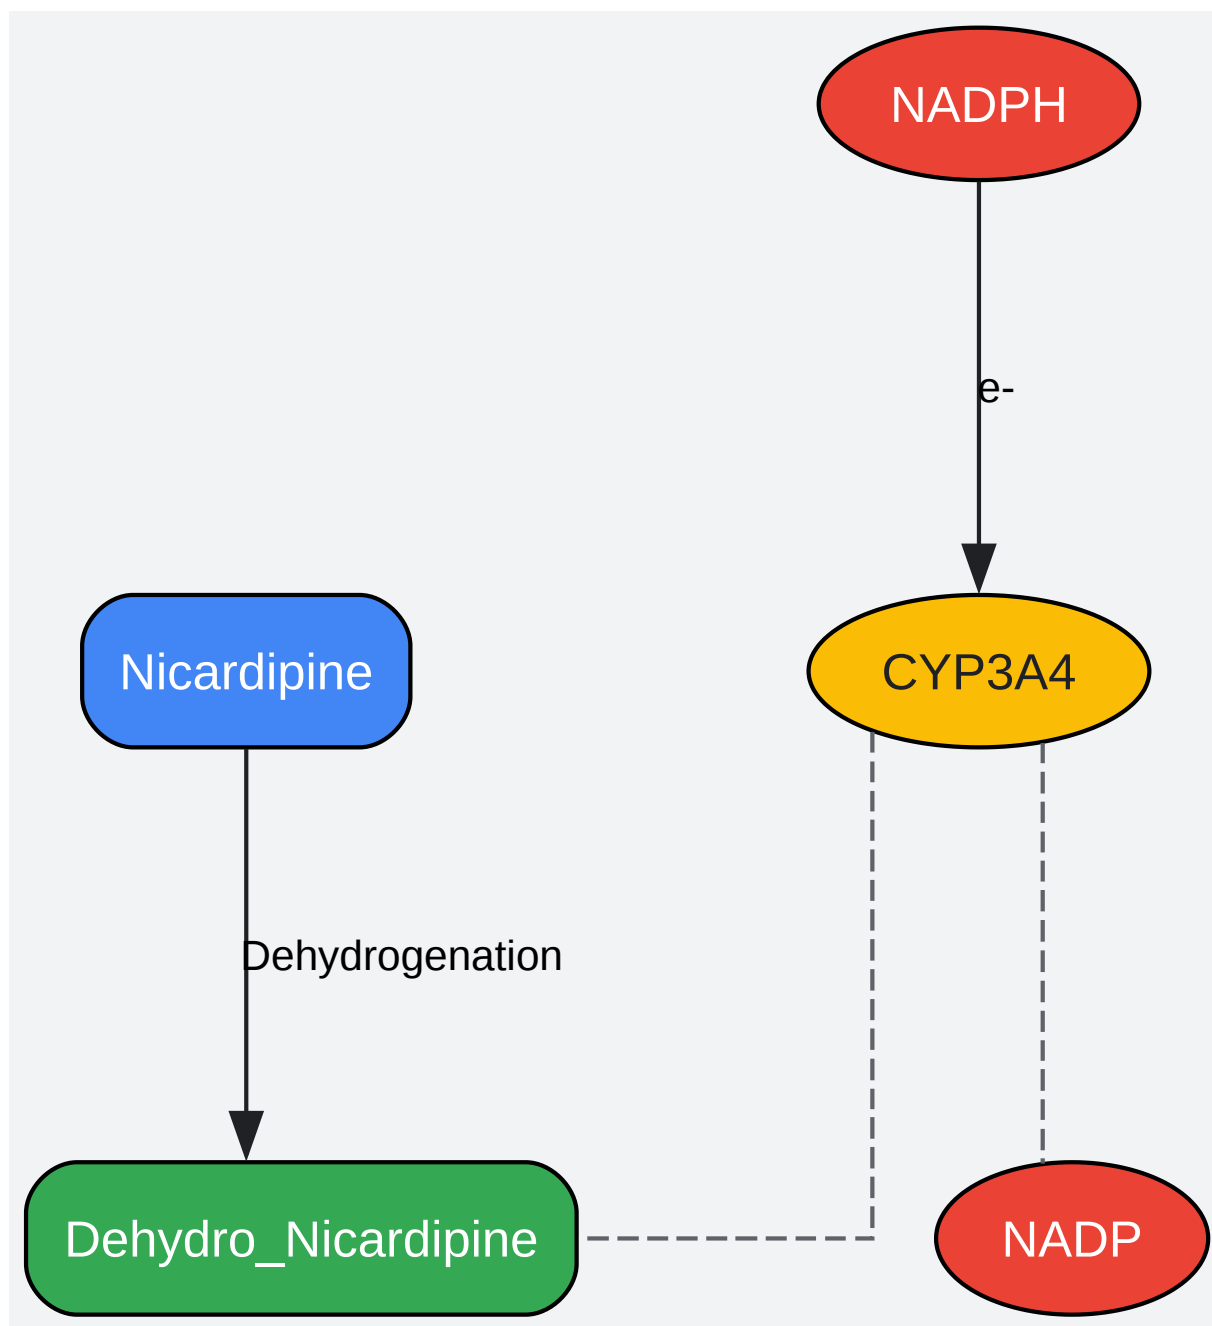 NADPH
e-
Nicardipine
CYP3A4
Dehydrogenation
Dehydro_Nicardipine
NADP